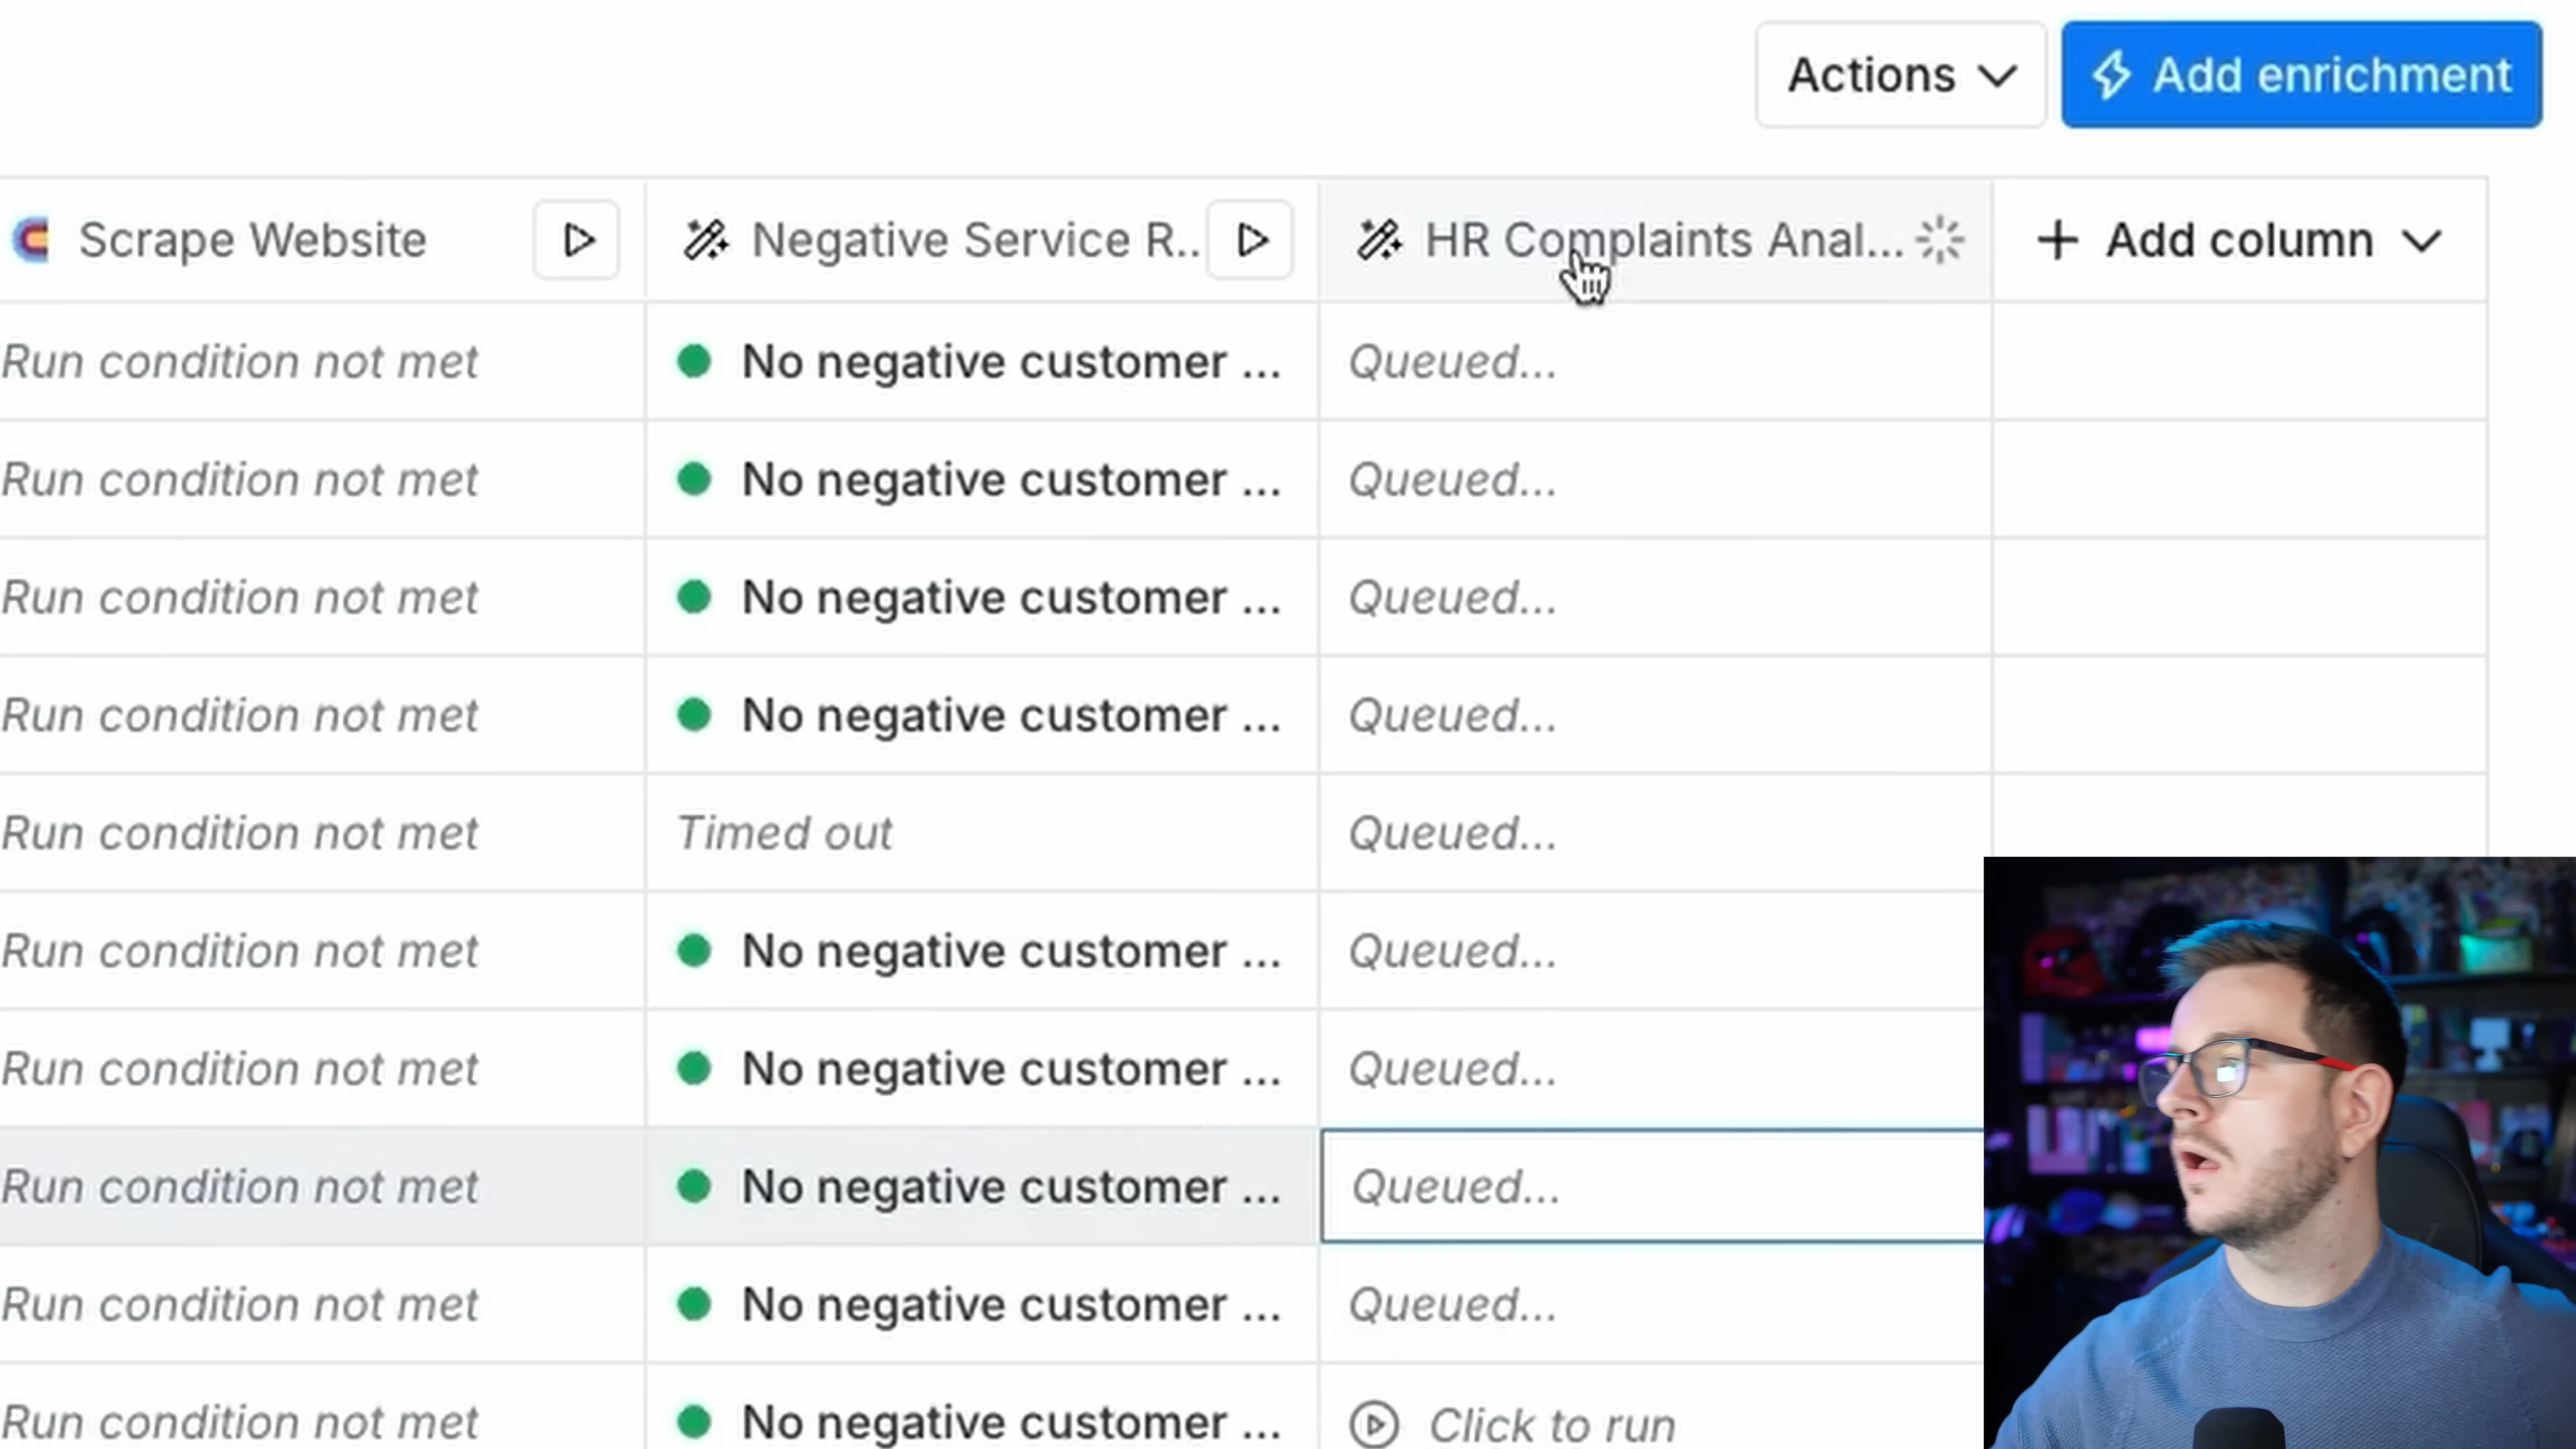 Actions
Add enrichment
Scrape Website
Negative Service R..
HR Complaints Anal...
Add column
Run condition not met
No negative customer ...
Queued...
Run condition not met
No negative customer ...
Queued...
Run condition not met
No negative customer ...
Queued...
Run condition not met
No negative customer ...
Queued...
Run condition not met
Timed out
Queued...
Run condition not met
No negative customer ...
Queued...
Run condition not met
No negative customer ...
Queued...
Run condition not met
No negative customer ...
Queued...
Run condition not met
No negative customer ...
Queued...
Run condition not met
No negative customer ...
Click to run